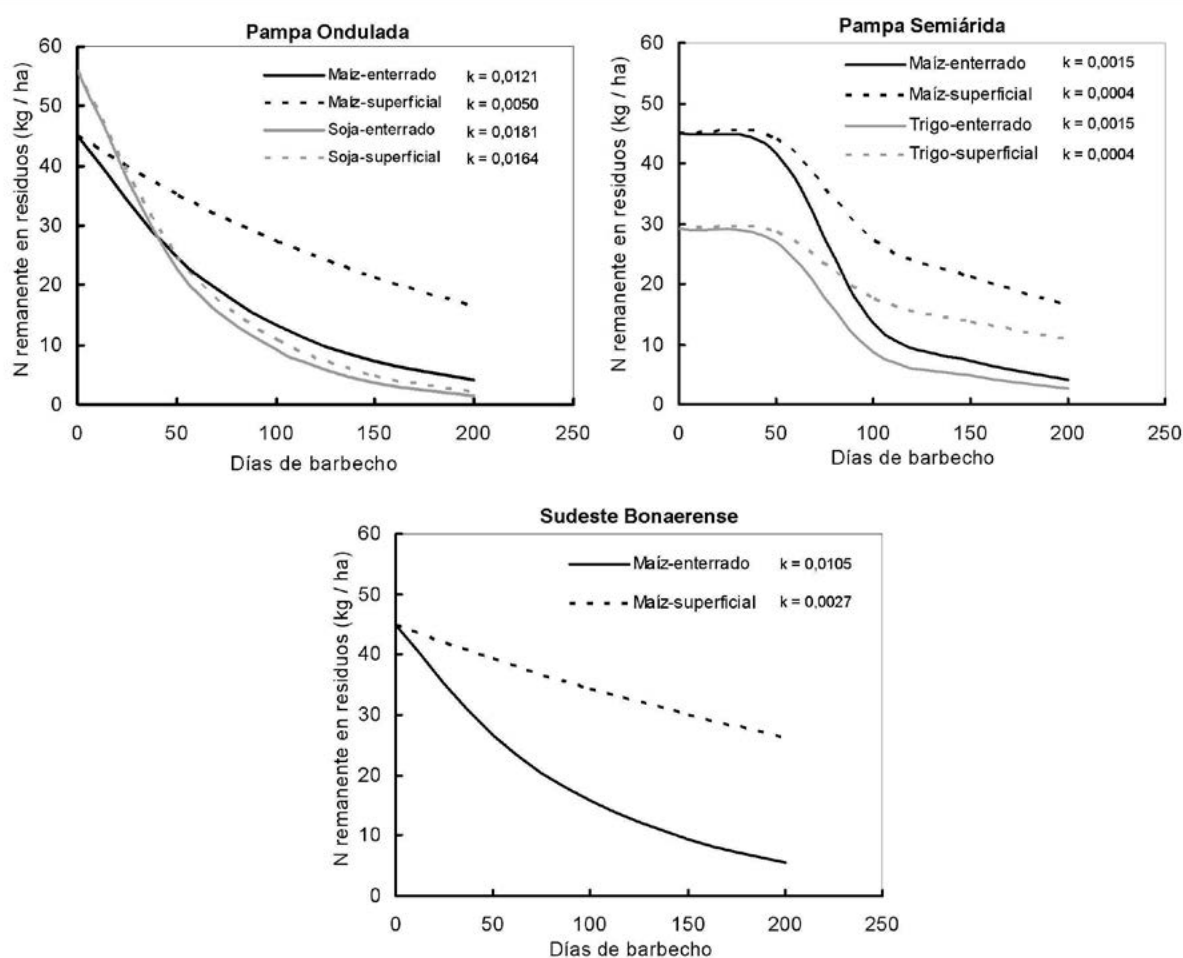 Pampa Ondulada
N remanente en residuos (kg / ha)
60
50
40
30
20
10
0
Maíz-enterrado k = 0,0121
Maíz-superficial k = 0,0050
Soja-enterrado k = 0,0181
Soja-superficial k = 0,0164
0 50 100 150 200 250
Días de barbecho
Pampa Semiárida
N remanente en residuos (kg / ha)
60
50
40
30
20
10
0
Maíz-enterrado k = 0,0015
Maíz-superficial k = 0,0004
Trigo-enterrado k = 0,0015
Trigo-superficial k = 0,0004
0 50 100 150 200 250
Días de barbecho
Sudeste Bonaerense
N remanente en residuos (kg / ha)
60
50
40
30
20
10
0
Maíz-enterrado k = 0,0105
Maíz-superficial k = 0,0027
0 50 100 150 200 250
Días de barbecho